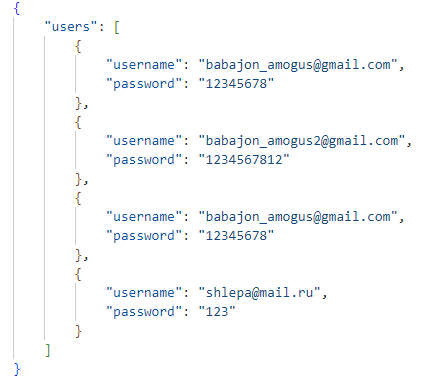 {
"users": [
{
"username": "babajon_amogus@gmail.com",
"password": "12345678"
},
{
"username": "babajon_amogus2@gmail.com",
"password": "1234567812"
},
{
"username": "babajon_amogus@gmail.com",
"password": "12345678"
},
{
"username": "shlepa@mail.ru",
"password": "123"
}
]
}